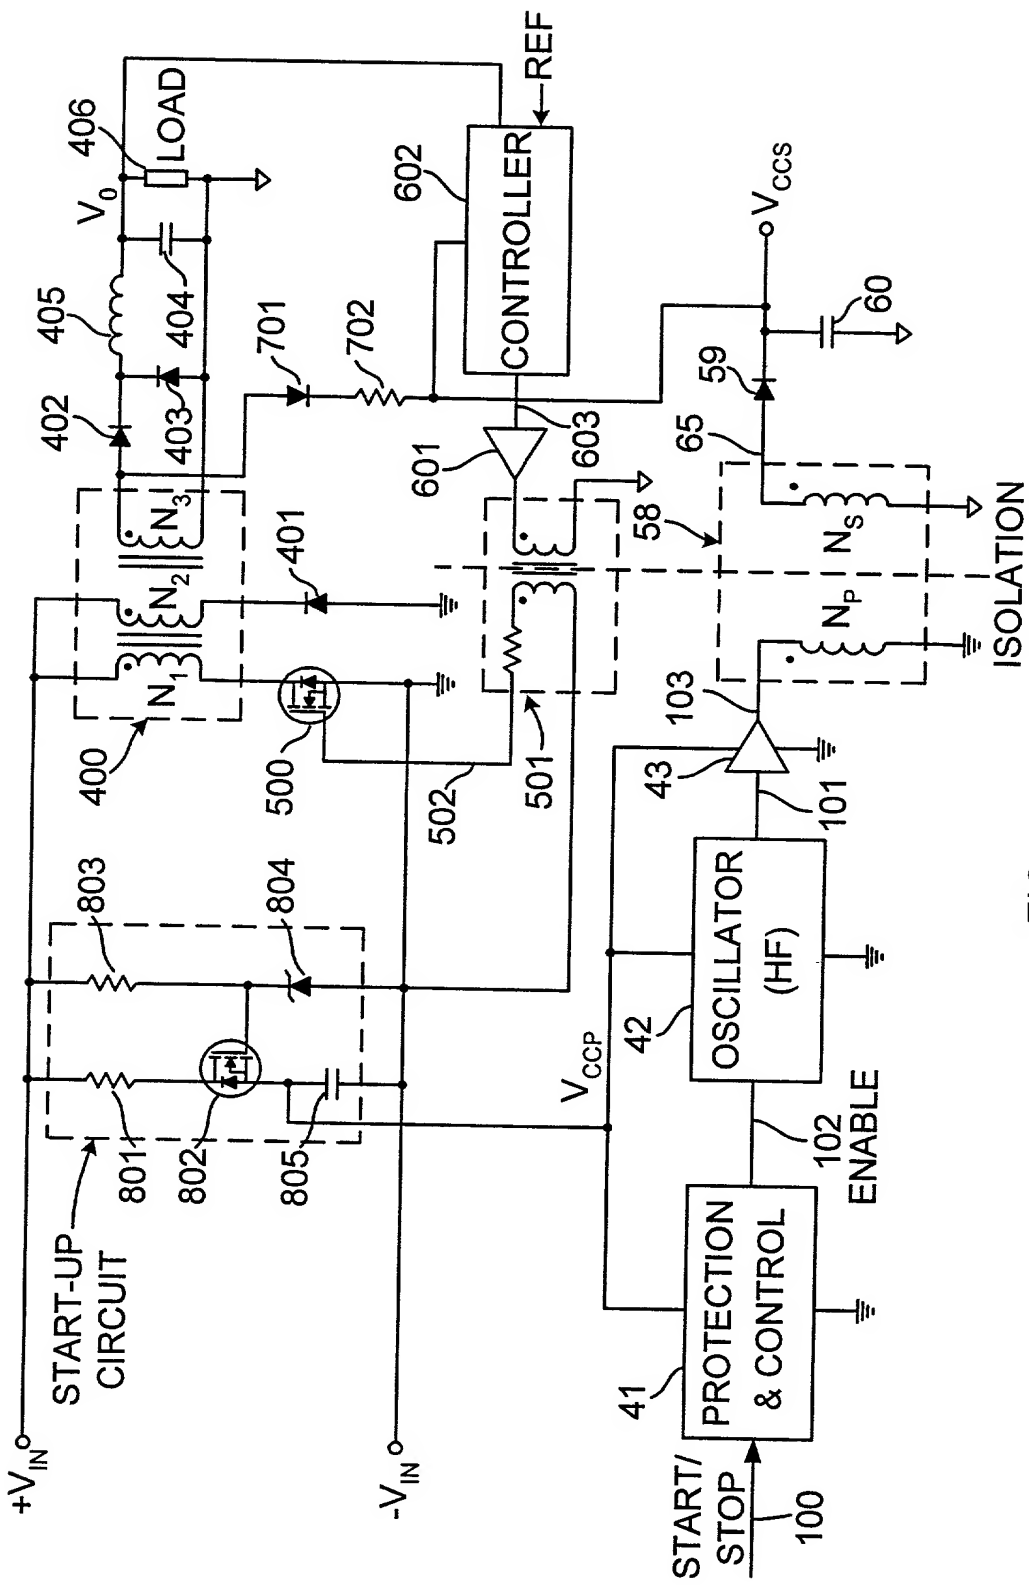 +VIN
-VIN
START-UP
CIRCUIT
801
802
805
803
804
400
N1
N2
N3
500
502
501
401
402
403
405
404
V0
406
LOAD
701
702
602
CONTROLLER
REF
601
603
START/
STOP
100
41
PROTECTION
& CONTROL
102
ENABLE
VCCP
42
OSCILLATOR
(HF)
101
43
103
58
NP
NS
65
59
60
VCCS
ISOLATION